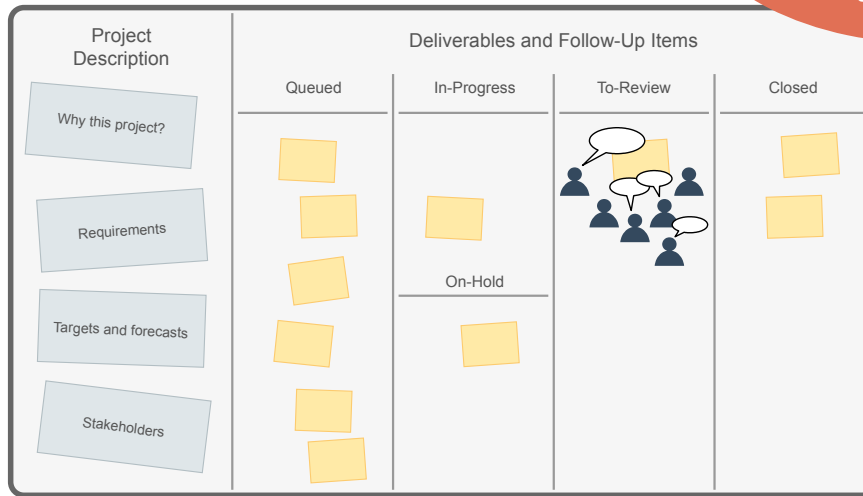 Project
Description
Why this project?
Requirements
Targets and forecasts
Stakeholders
Deliverables and Follow-Up Items
Queued
In-Progress
On-Hold
To-Review
Closed